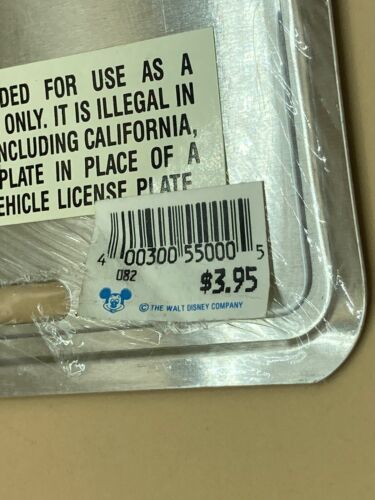 DED FOR USE AS A
ONLY. IT IS ILLEGAL IN
NCLUDING CALIFORNIA,
PLATE IN PLACE OF A
EHICLE LICENSE PLATE
4 00300 55000 5
082 $3.95
© THE WALT DISNEY COMPANY